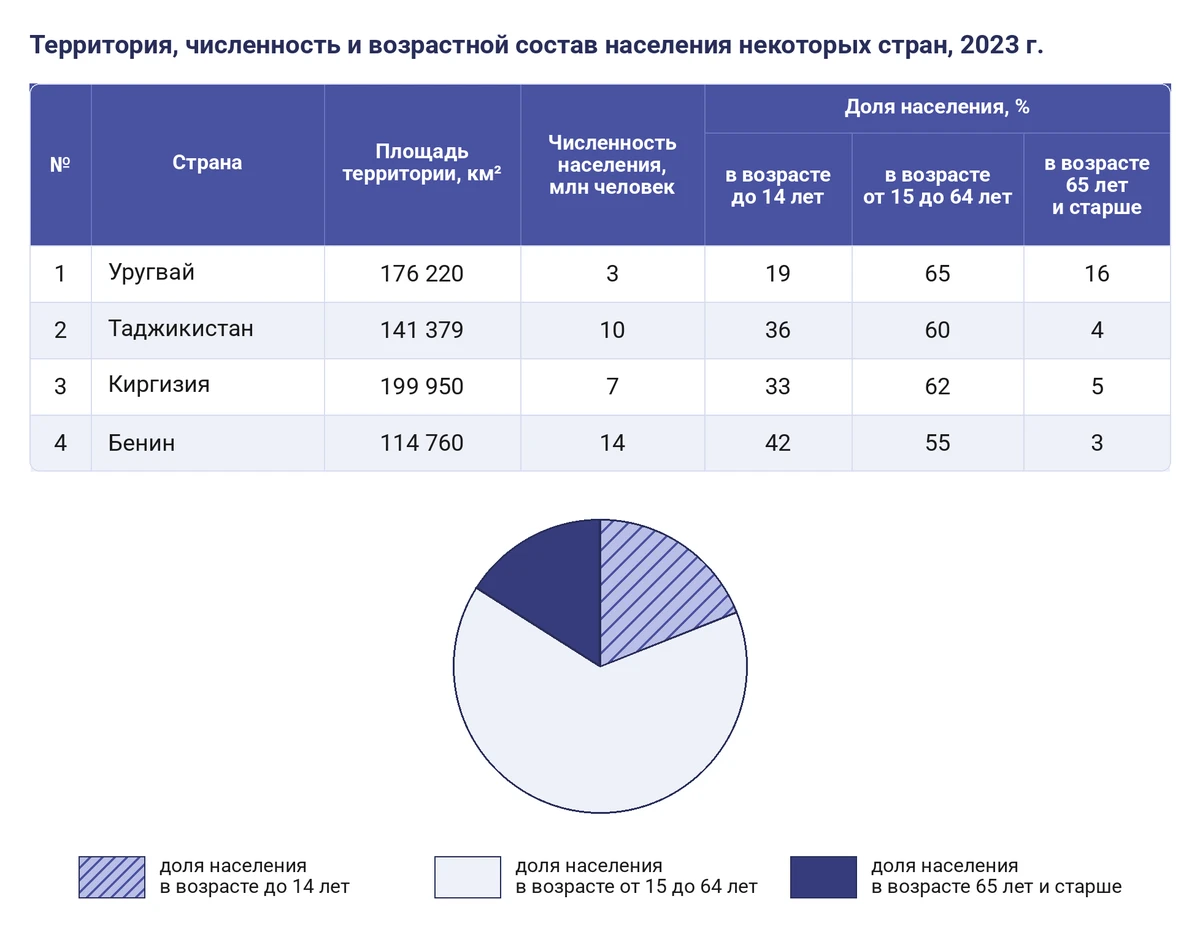 Территория, численность и возрастной состав населения некоторых стран, 2023 г.
№
Страна
Площадь
территории, км²
Численность
населения,
млн человек
Доля населения, %
в возрасте
до 14 лет
в возрасте
от 15 до 64 лет
в возрасте
65 лет
и старше
1 Уругвай 176 220 3 19 65 16
2 Таджикистан 141 379 10 36 60 4
3 Киргизия 199 950 7 33 62 5
4 Бенин 114 760 14 42 55 3
доля населения
в возрасте до 14 лет
доля населения
в возрасте от 15 до 64 лет
доля населения
в возрасте 65 лет и старше